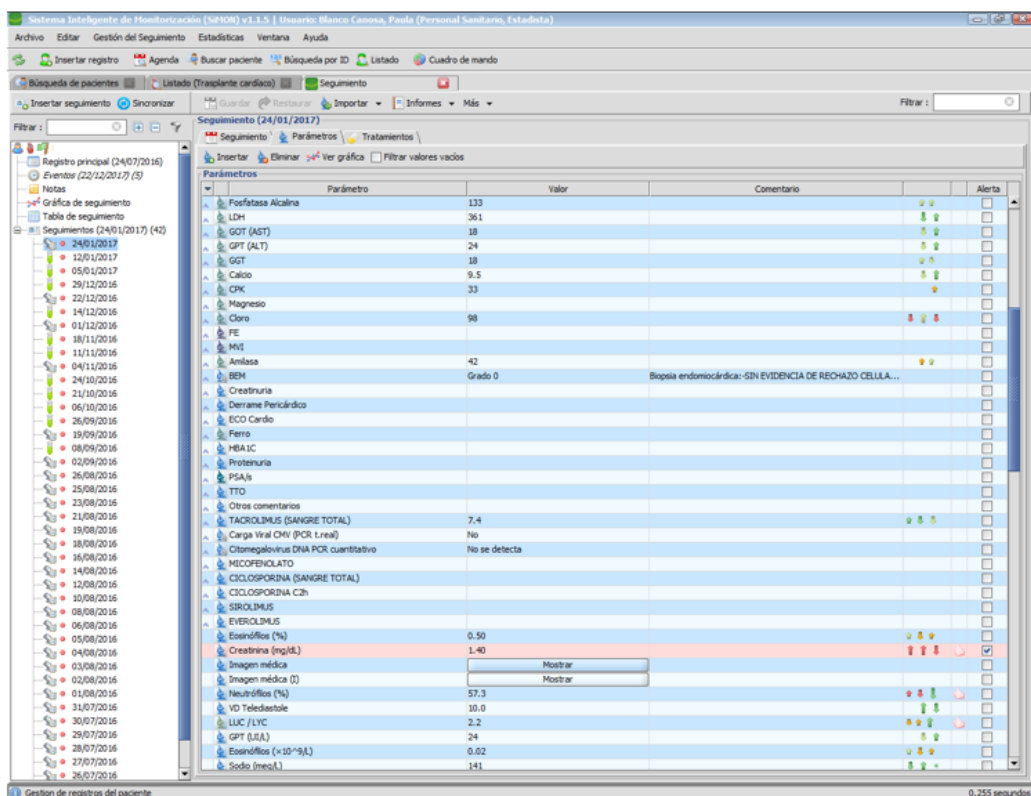 Sistema Inteligente de Monitorización (SiMON) v1.1.5 | Usuario: Blanco Canosa, Paula (Personal Sanitario, Estadista)
Archivo Editar Gestión del Seguimiento Estadísticas Ventana Ayuda
Insertar registro Agenda Buscar paciente Búsqueda por ID Listado Cuadro de mando
Búsqueda de pacientes Listado (Trasplante cardíaco) Seguimiento
Insertar seguimiento Sincronizar Guardar Restaurar Importar Informes Más Filtrar :
Filtrar :
Registro principal (24/07/2016)
Eventos (22/12/2017) (5)
Notas
Gráfica de seguimiento
Tabla de seguimiento
Seguimientos (24/01/2017) (42)
24/01/2017
12/01/2017
05/01/2017
29/12/2016
22/12/2016
14/12/2016
01/12/2016
18/11/2016
11/11/2016
04/11/2016
24/10/2016
21/10/2016
06/10/2016
26/09/2016
19/09/2016
08/09/2016
02/09/2016
26/08/2016
25/08/2016
23/08/2016
21/08/2016
19/08/2016
18/08/2016
16/08/2016
14/08/2016
12/08/2016
10/08/2016
08/08/2016
06/08/2016
05/08/2016
04/08/2016
03/08/2016
02/08/2016
01/08/2016
31/07/2016
30/07/2016
29/07/2016
28/07/2016
27/07/2016
26/07/2016
Seguimiento (24/01/2017)
Seguimiento Parámetros Tratamientos
Insertar Eliminar Ver gráfica Filtrar valores vacíos
Parámetros
Parámetro Valor Comentario Alerta
Fosfatasa Alcalina 133
LDH 361
GOT (AST) 18
GPT (ALT) 24
GGT 18
Calcio 9.5
CPK 33
Magnesio
Cloro 98
FE
MVI
Amilasa 42
BEM Grado 0 Biopsia endomiocárdica:-SIN EVIDENCIA DE RECHAZO CELULA...
Creatinuria
Derrame Pericárdico
ECO Cardio
Ferro
HBA1C
Proteinuria
PSA/s
TTO
Otros comentarios
TACROLIMUS (SANGRE TOTAL) 7.4
Carga Viral CMV (PCR t.real) No
Citomegalovirus DNA PCR cuantitativo No se detecta
MICOFENOLATO
CICLOSPORINA (SANGRE TOTAL)
CICLOSPORINA C2h
SIROLIMUS
EVEROLIMUS
Eosinófilos (%) 0.50
Creatinina (mg/dL) 1.40
Imagen médica Mostrar
Imagen médica (I) Mostrar
Neutrófilos (%) 57.3
VD Telediastole 10.0
LUC / LYC 2.2
GPT (UI/L) 24
Eosinófilos (×10^9/L) 0.02
Sodio (meq/L) 141
Gestion de registros del paciente 0,255 segundos